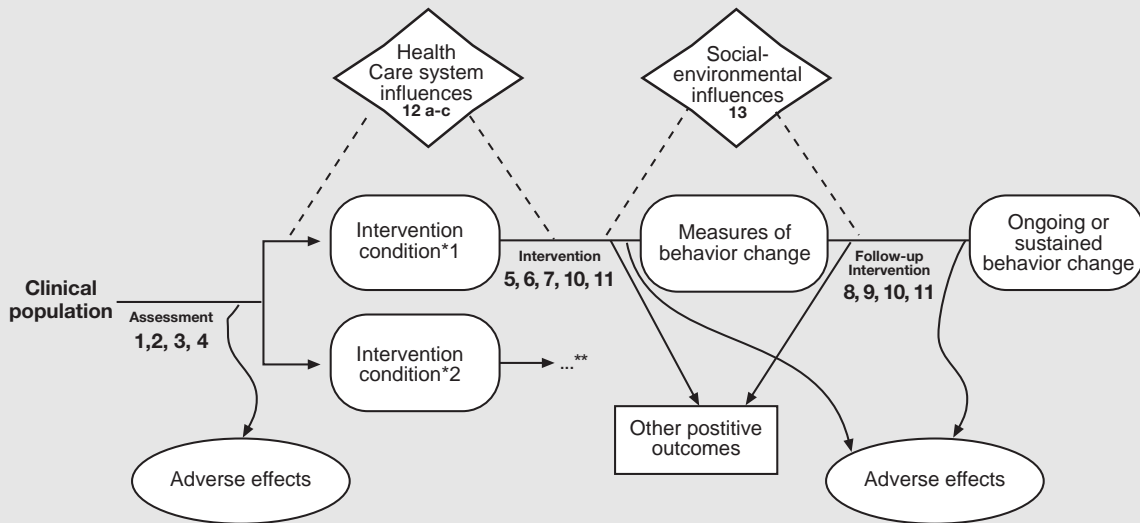 Health
Care system
influences
12 a-c
Social-
environmental
influences
13
Intervention
condition*1
Intervention
5, 6, 7, 10, 11
Measures of
behavior change
Follow-up
Intervention
8, 9, 10, 11
Ongoing or
sustained
behavior change
Clinical
population
Assessment
1,2, 3, 4
Intervention
condition*2
...**
Other postitive
outcomes
Adverse effects
Adverse effects